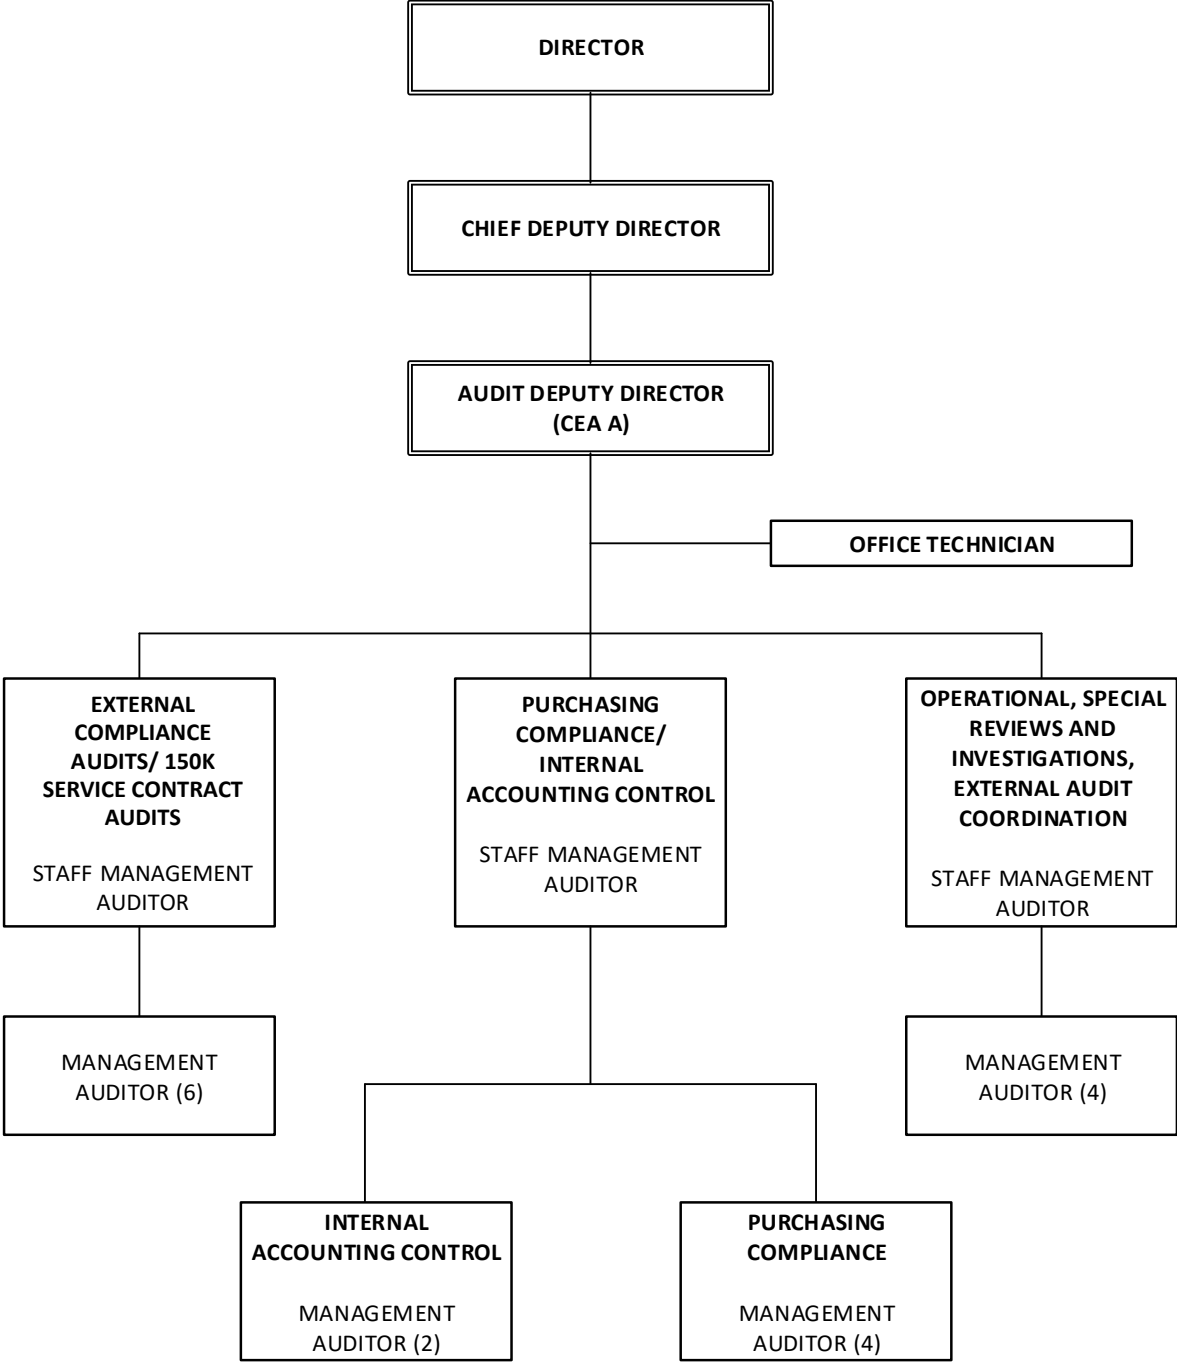 DIRECTOR
CHIEF DEPUTY DIRECTOR
AUDIT DEPUTY DIRECTOR
(CEA A)
OFFICE TECHNICIAN
EXTERNAL
COMPLIANCE
AUDITS/ 150K
SERVICE CONTRACT
AUDITS
STAFF MANAGEMENT
AUDITOR
PURCHASING
COMPLIANCE/
INTERNAL
ACCOUNTING CONTROL
STAFF MANAGEMENT
AUDITOR
OPERATIONAL, SPECIAL
REVIEWS AND
INVESTIGATIONS,
EXTERNAL AUDIT
COORDINATION
STAFF MANAGEMENT
AUDITOR
MANAGEMENT
AUDITOR (6)
MANAGEMENT
AUDITOR (4)
INTERNAL
ACCOUNTING CONTROL
MANAGEMENT
AUDITOR (2)
PURCHASING
COMPLIANCE
MANAGEMENT
AUDITOR (4)